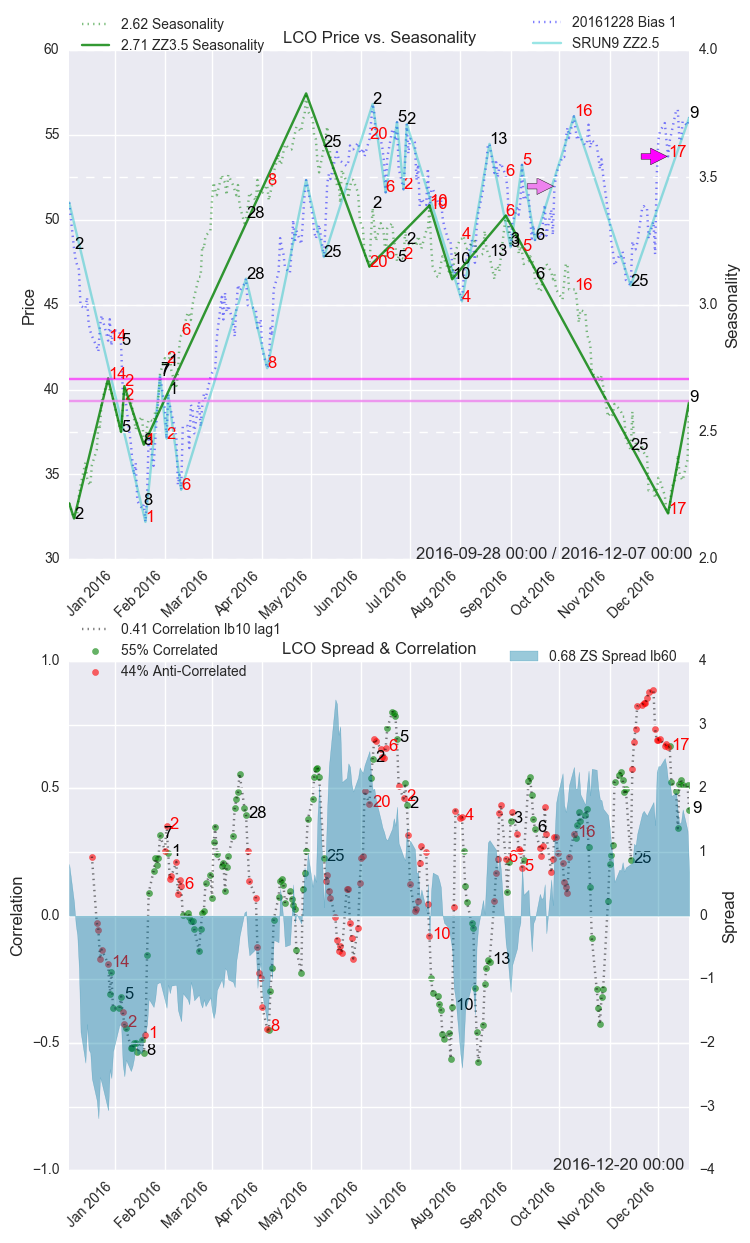 2.62 Seasonality
2.71 ZZ3.5 Seasonality
LCO Price vs. Seasonality
20161228 Bias 1
SRUN9 ZZ2.5
60
55
50
45
40
35
30
Price
4.0
3.5
3.0
2.5
2.0
Seasonality
2016-09-28 00:00 / 2016-12-07 00:00
Jan 2016
Feb 2016
Mar 2016
Apr 2016
May 2016
Jun 2016
Jul 2016
Aug 2016
Sep 2016
Oct 2016
Nov 2016
Dec 2016
0.41 Correlation lb10 lag1
55% Correlated
44% Anti-Correlated
LCO Spread & Correlation
0.68 ZS Spread lb60
1.0
0.5
0.0
−0.5
−1.0
Correlation
4
3
2
1
0
−1
−2
−3
−4
Spread
2016-12-20 00:00
Jan 2016
Feb 2016
Mar 2016
Apr 2016
May 2016
Jun 2016
Jul 2016
Aug 2016
Sep 2016
Oct 2016
Nov 2016
Dec 2016